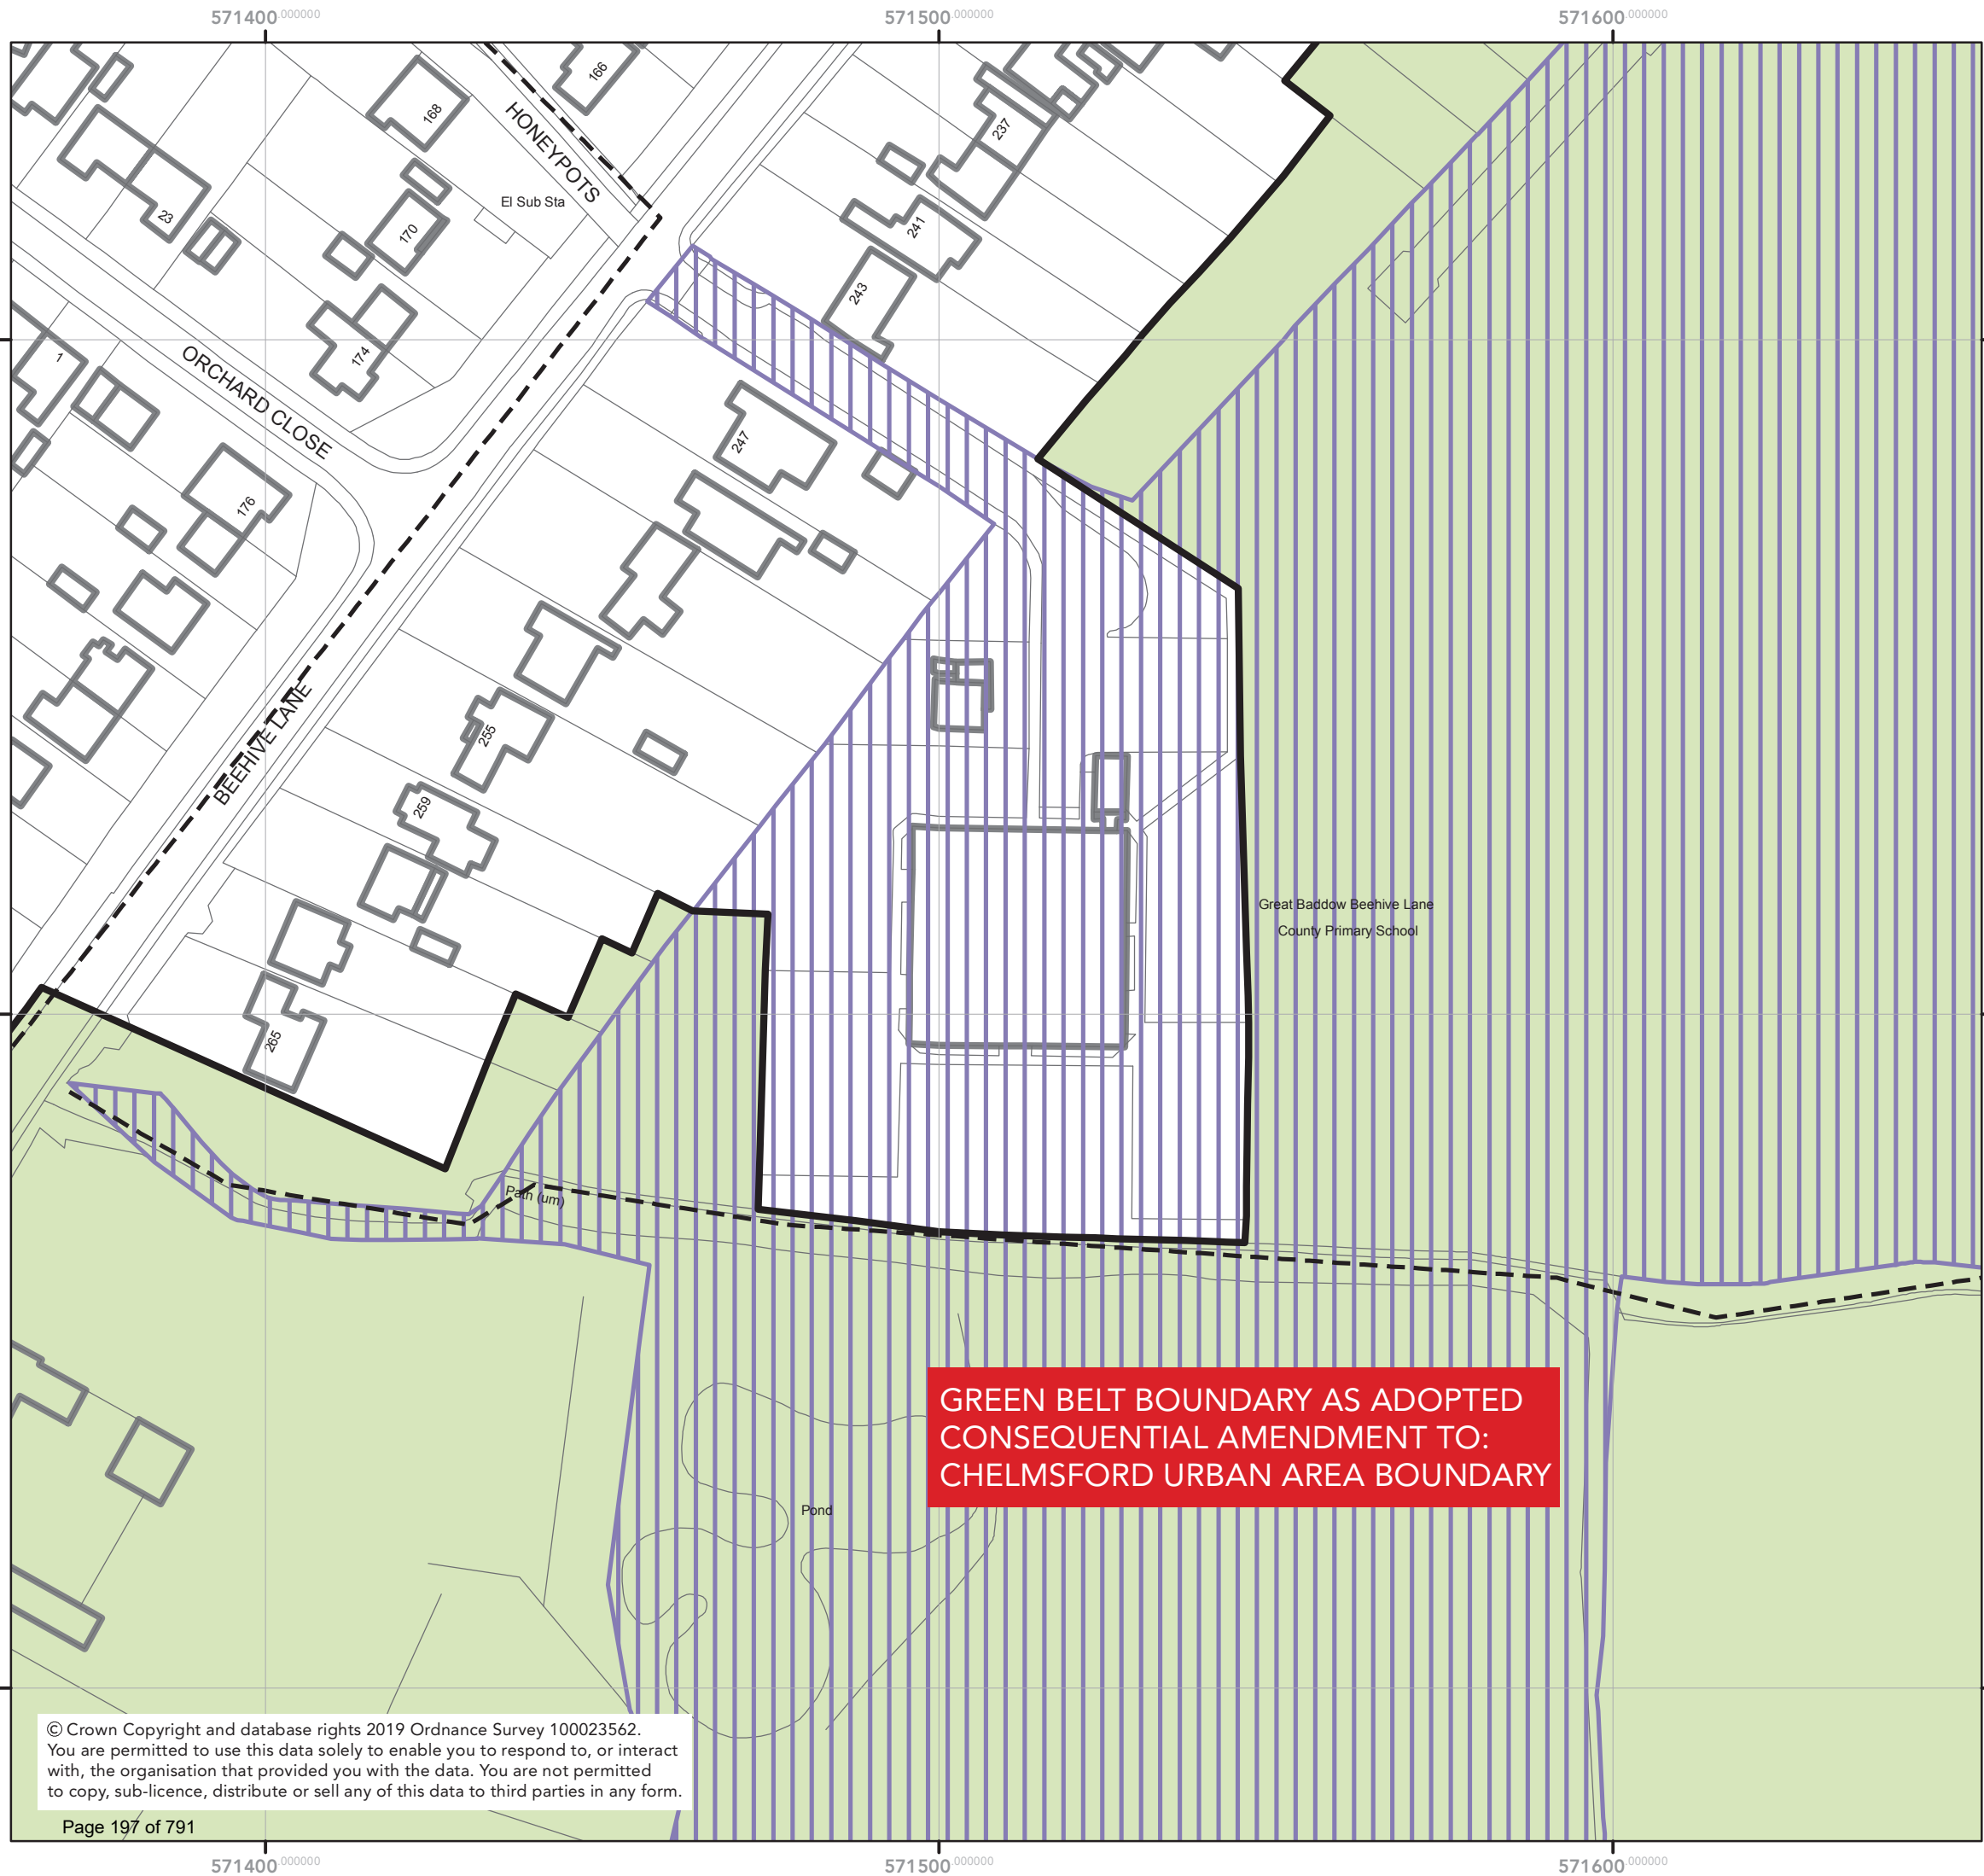 571400.000000
571500.000000
571600.000000
166
168
HONEYPOTS
237
El Sub Sta
23
170
241
243
1
174
ORCHARD CLOSE
247
176
BEEHIVE LANE
255
259
Great Baddow Beehive Lane
County Primary School
265
Path (um)
GREEN BELT BOUNDARY AS ADOPTED
CONSEQUENTIAL AMENDMENT TO:
CHELMSFORD URBAN AREA BOUNDARY
Pond
© Crown Copyright and database rights 2019 Ordnance Survey 100023562.
You are permitted to use this data solely to enable you to respond to, or interact
with, the organisation that provided you with the data. You are not permitted
to copy, sub-licence, distribute or sell any of this data to third parties in any form.
Page 197 of 791
571400.000000
571500.000000
571600.000000